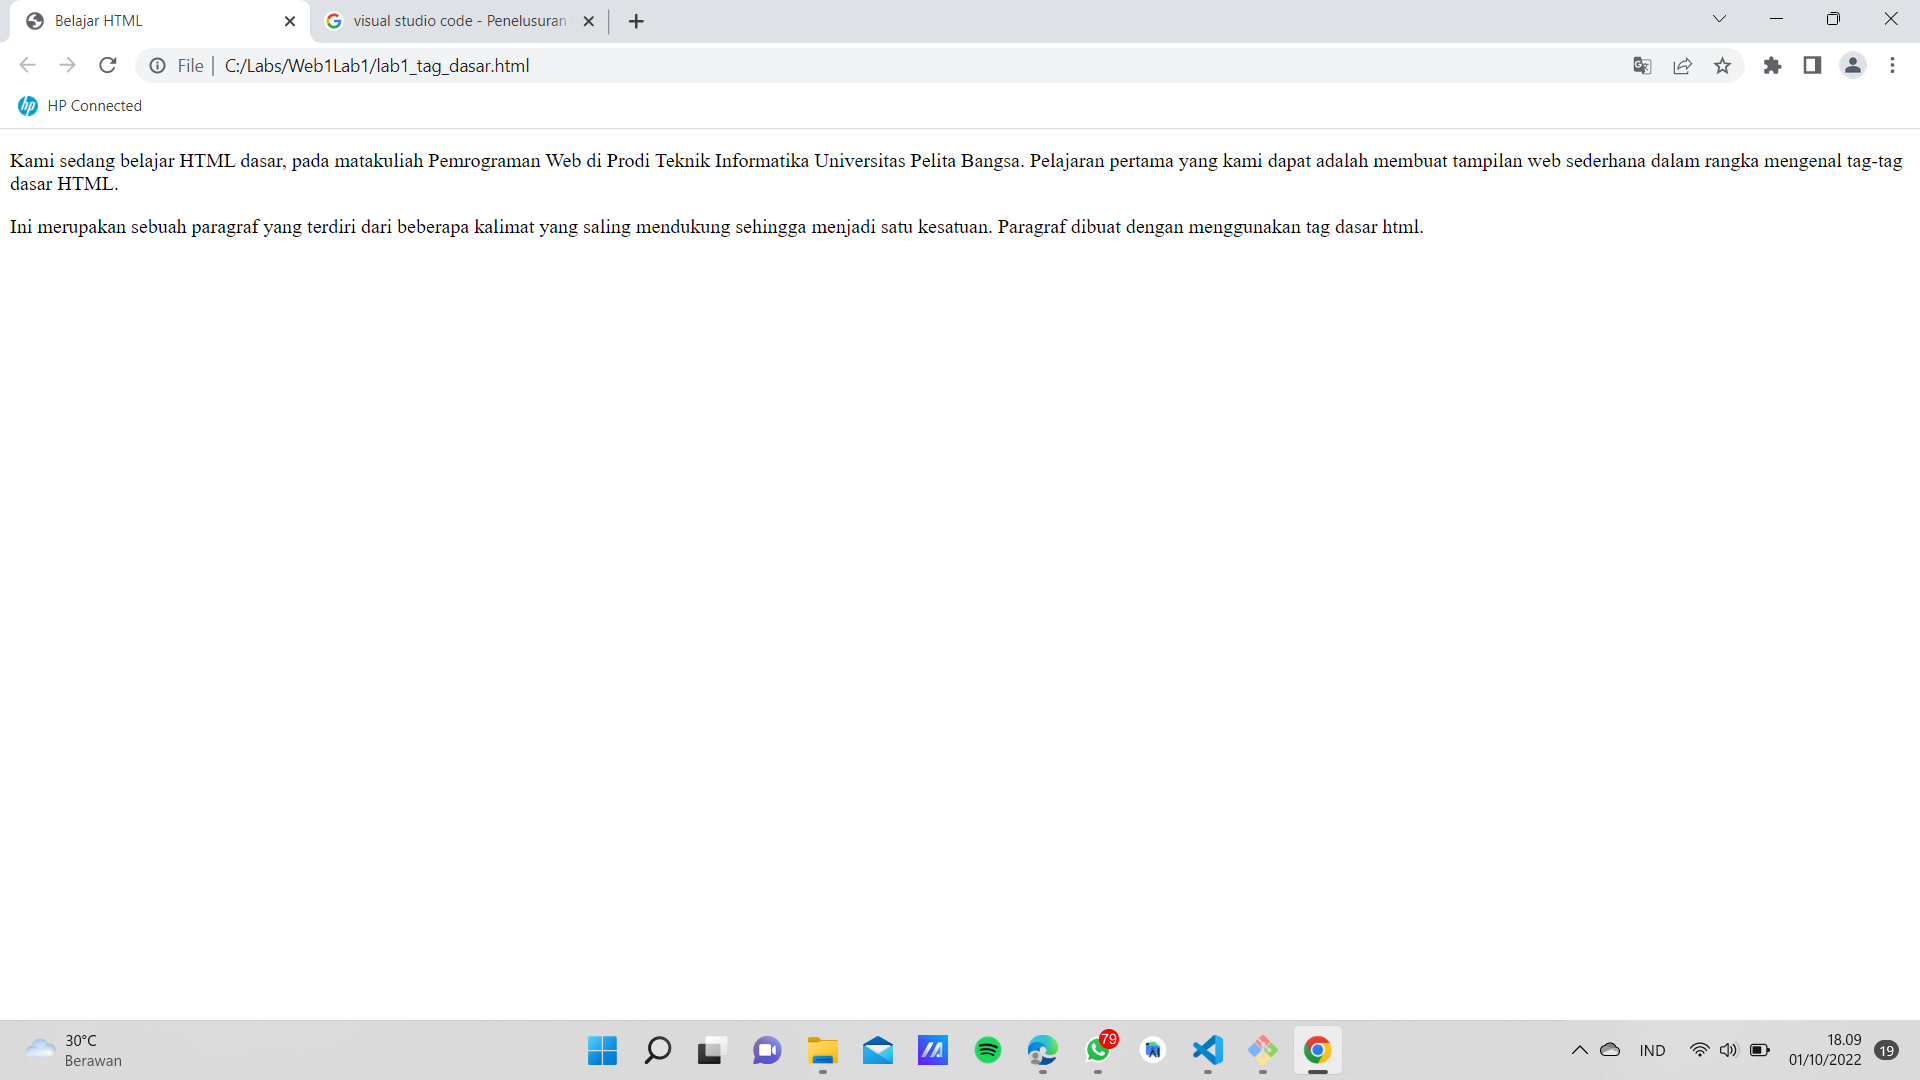 Belajar HTML
visual studio code - Penelusuran
File
C:/Labs/Web1Lab1/lab1_tag_dasar.html
hp
HP Connected
Kami sedang belajar HTML dasar, pada matakuliah Pemrograman Web di Prodi Teknik Informatika Universitas Pelita Bangsa. Pelajaran pertama yang kami dapat adalah membuat tampilan web sederhana dalam rangka mengenal tag-tag
dasar HTML.
Ini merupakan sebuah paragraf yang terdiri dari beberapa kalimat yang saling mendukung sehingga menjadi satu kesatuan. Paragraf dibuat dengan menggunakan tag dasar html.
30°C
Berawan
79
IND
18.09
01/10/2022
19